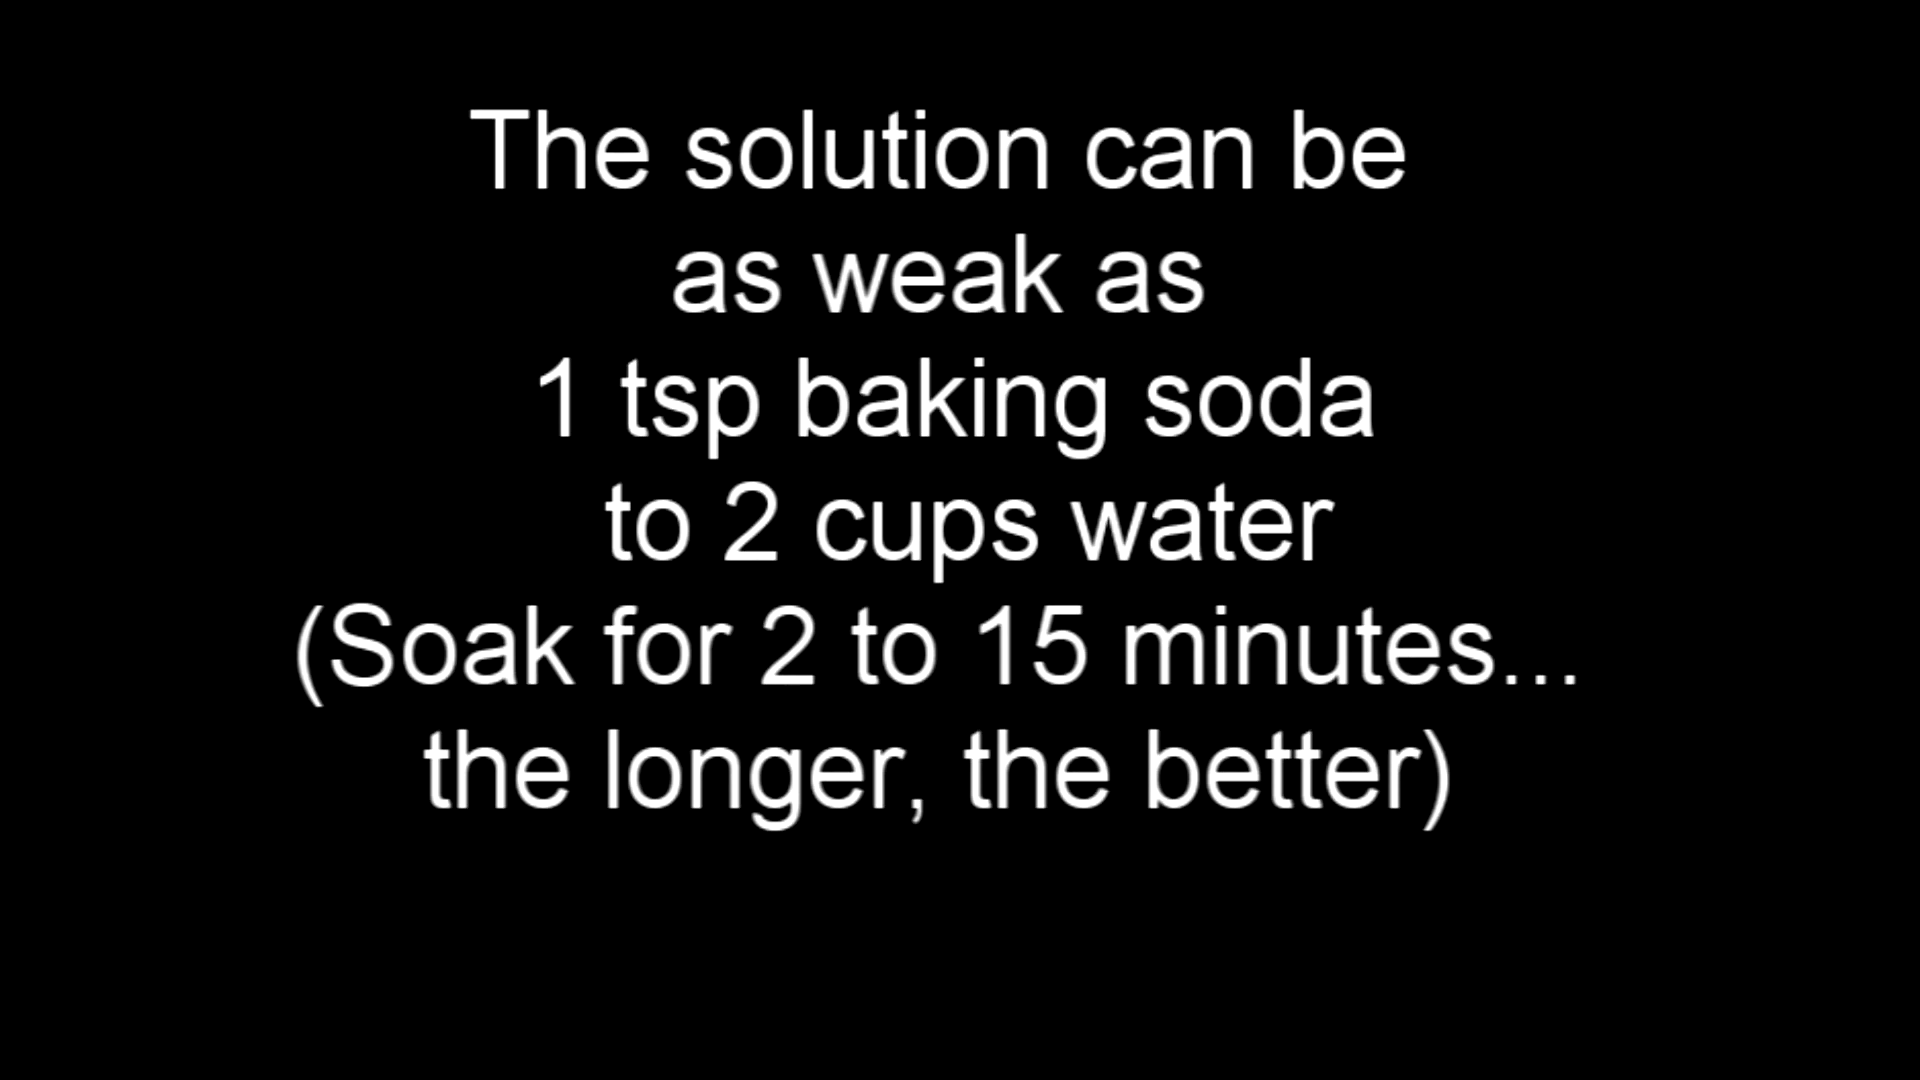 The solution can be
as weak as
1 tsp baking soda
to 2 cups water
(Soak for 2 to 15 minutes...
the longer, the better)